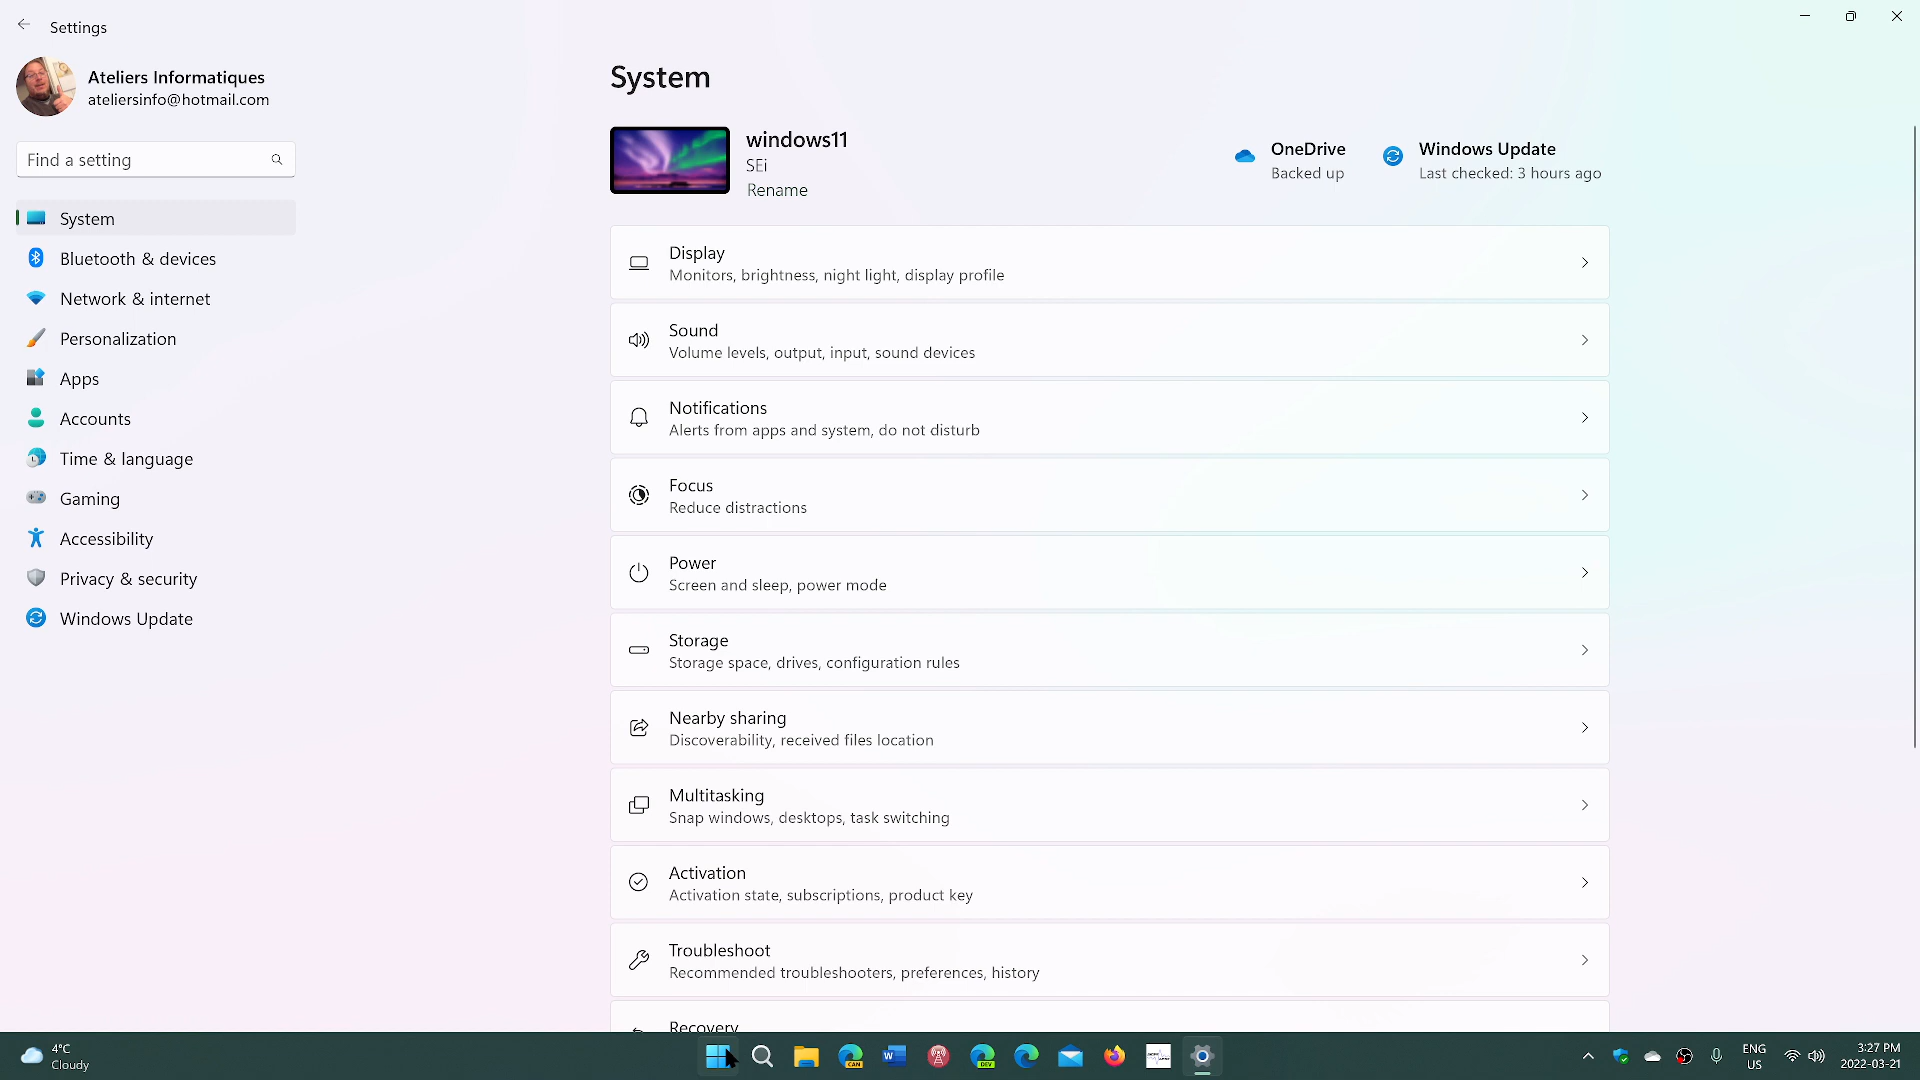 Settings
Ateliers Informatiques
ateliersinfo@hotmail.com
Find a setting
System
Bluetooth & devices
Network & internet
Personalization
Apps
Accounts
Time & language
Gaming
Accessibility
Privacy & security
Windows Update
System
windows11
SEi
Rename
OneDrive
Backed up
Windows Update
Last checked: 3 hours ago
Display
Monitors, brightness, night light, display profile
Sound
Volume levels, output, input, sound devices
Notifications
Alerts from apps and system, do not disturb
Focus
Reduce distractions
Power
Screen and sleep, power mode
Storage
Storage space, drives, configuration rules
Nearby sharing
Discoverability, received files location
Multitasking
Snap windows, desktops, task switching
Activation
Activation state, subscriptions, product key
Troubleshoot
Recommended troubleshooters, preferences, history
Recovery
4°C
Cloudy
CAN
W
DEV
ENG
US
3:27 PM
2022-03-21